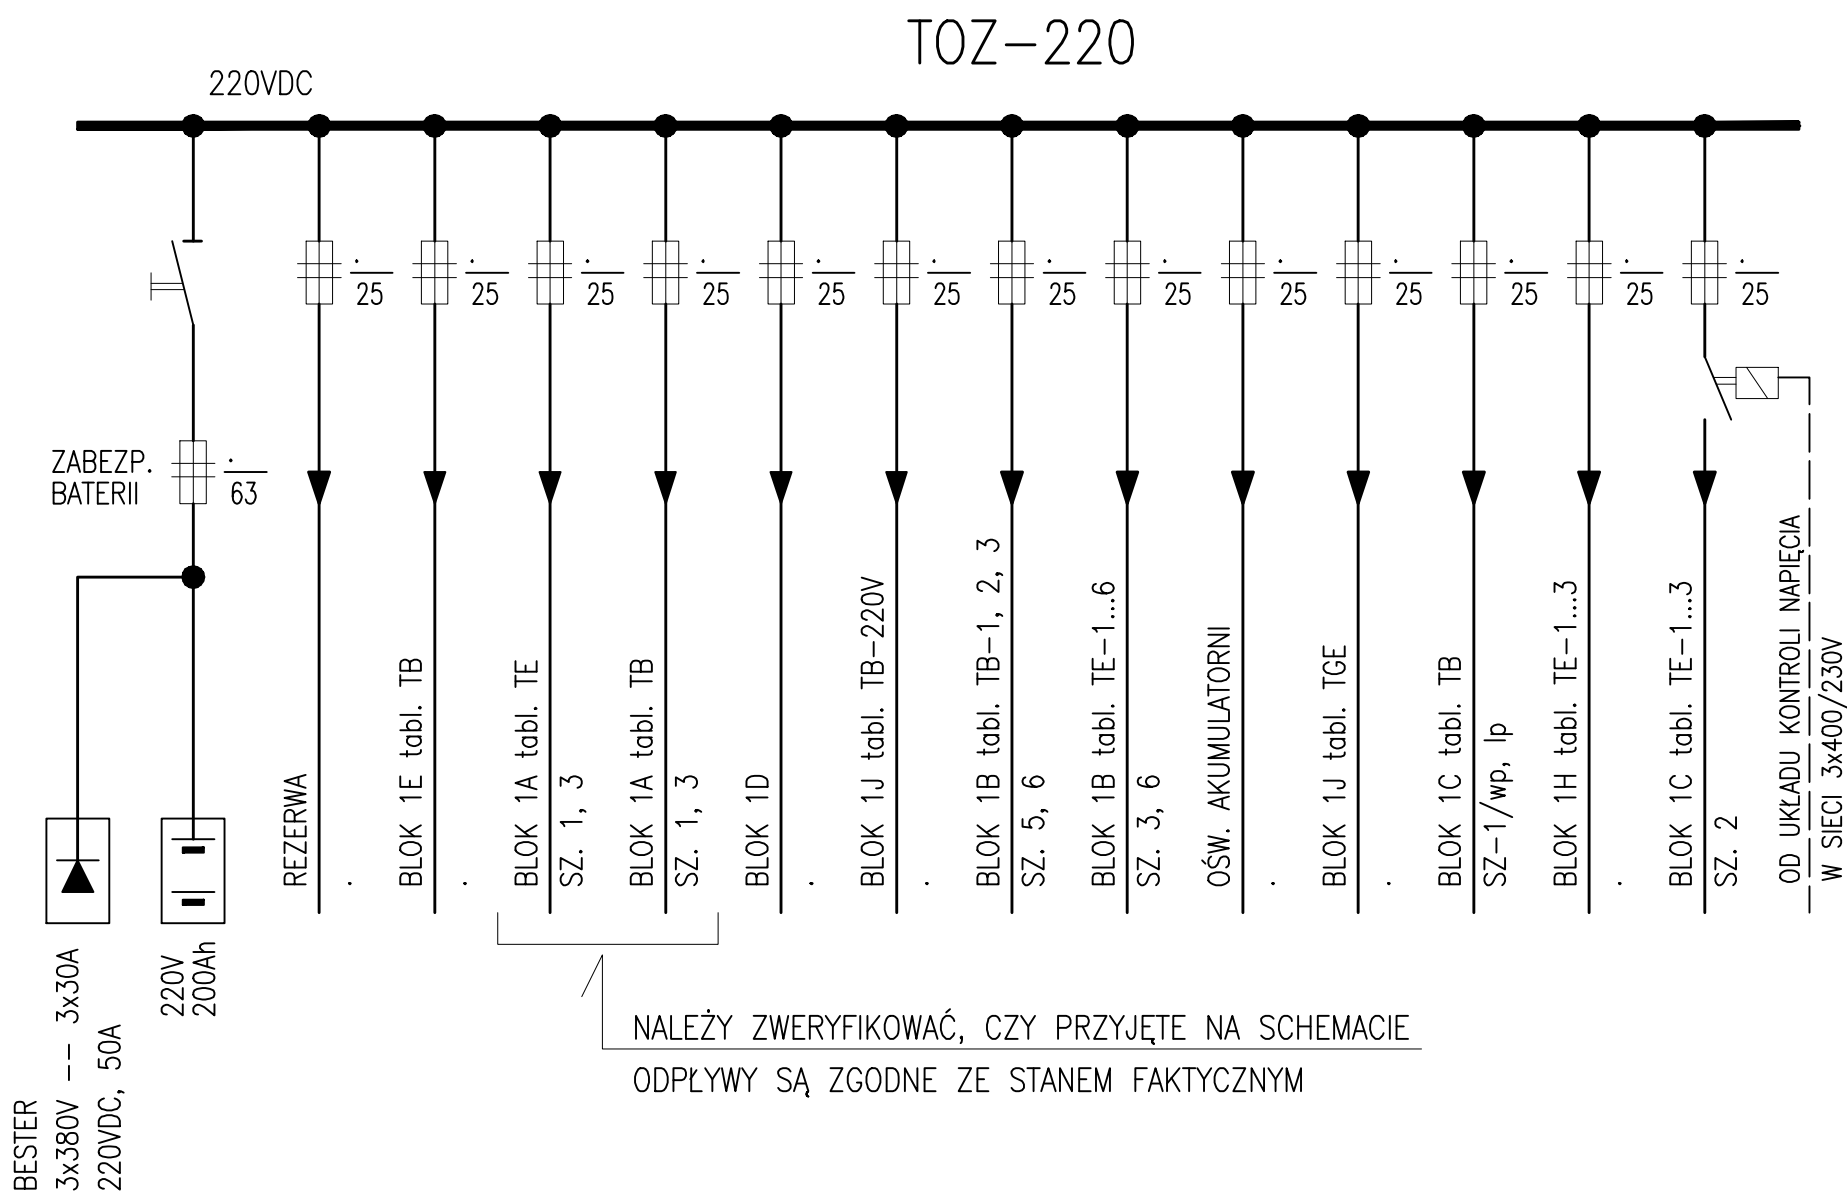 TOZ-220
220VDC
.
25
.
25
.
25
.
25
.
25
.
25
.
25
.
25
.
25
.
25
.
25
.
25
.
25
ZABEZP.
BATERII
.
63
REZERWA
.
BLOK 1E tabl. TB
.
BLOK 1A tabl. TE
SZ. 1, 3
BLOK 1A tabl. TB
SZ. 1, 3
BLOK 1D
.
BLOK 1J tabl. TB-220V
.
BLOK 1B tabl. TB-1, 2, 3
SZ. 5, 6
BLOK 1B tabl. TE-1...6
SZ. 3, 6
OŚW. AKUMULATORNI
.
BLOK 1J tabl. TGE
.
BLOK 1C tabl. TB
SZ-1/wp, lp
BLOK 1H tabl. TE-1...3
.
BLOK 1C tabl. TE-1...3
SZ. 2
OD UKŁADU KONTROLI NAPIĘCIA
W SIECI 3x400/230V
BESTER
3x380V -- 3x30A
220VDC, 50A
220V
200Ah
NALEŻY ZWERYFIKOWAĆ, CZY PRZYJĘTE NA SCHEMACIE
ODPŁYWY SĄ ZGODNE ZE STANEM FAKTYCZNYM